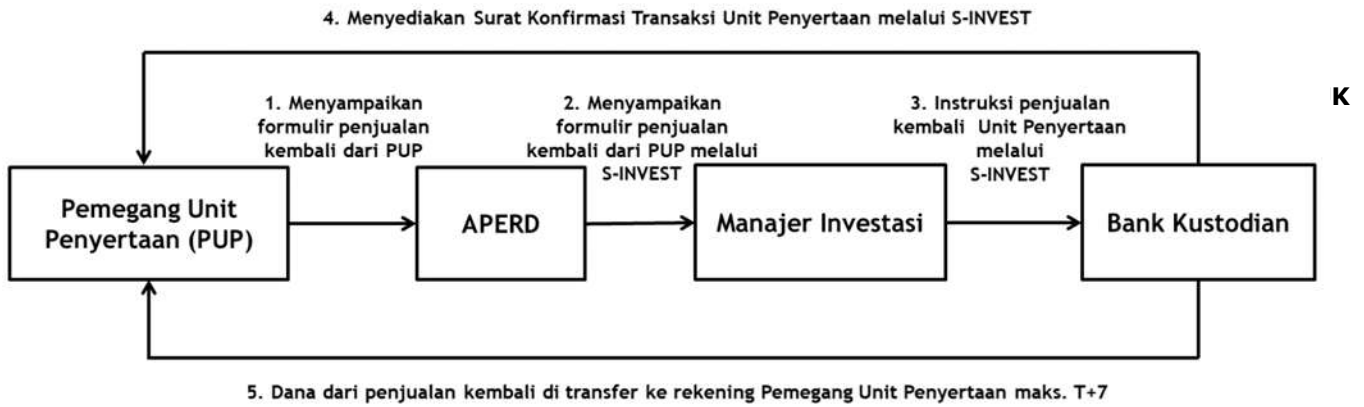 4. Menyediakan Surat Konfirmasi Transaksi Unit Penyertaan melalui S-INVEST
K
1. Menyampaikan
formulir penjualan
kembali dari PUP
2. Menyampaikan
formulir penjualan
kembali dari PUP melalui
S-INVEST
3. Instruksi penjualan
kembali Unit Penyertaan
melalui
S-INVEST
Pemegang Unit
Penyertaan (PUP)
APERD
Manajer Investasi
Bank Kustodian
5. Dana dari penjualan kembali di transfer ke rekening Pemegang Unit Penyertaan maks. T+7